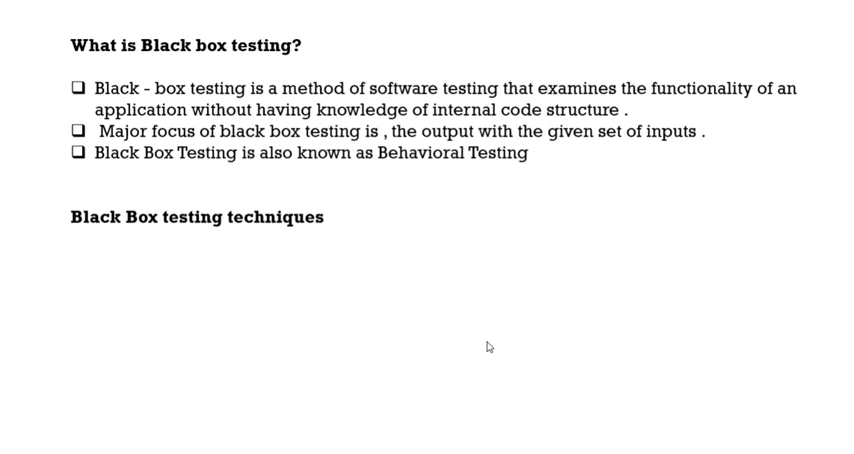 What is Black box testing?
❑ Black - box testing is a method of software testing that examines the functionality of an
application without having knowledge of internal code structure .
❑ Major focus of black box testing is , the output with the given set of inputs .
❑ Black Box Testing is also known as Behavioral Testing
Black Box testing techniques